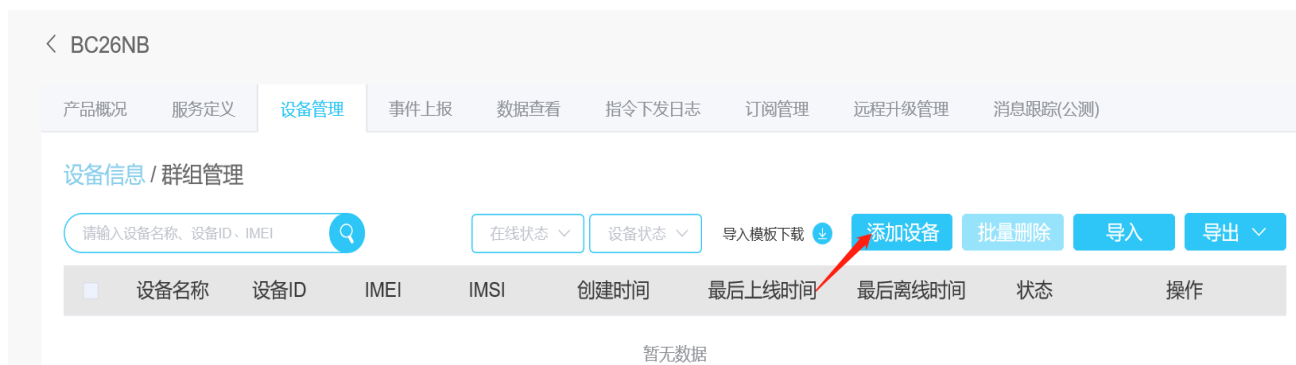 BC26NB
产品概况 服务定义 设备管理 事件上报 数据查看 指令下发日志 订阅管理 远程升级管理 消息跟踪(公测)
设备信息 / 群组管理
请输入设备名称、设备ID、IMEI 在线状态 设备状态 导入模板下载 添加设备 批量删除 导入 导出
设备名称 设备ID IMEI IMSI 创建时间 最后上线时间 最后离线时间 状态 操作
暂无数据